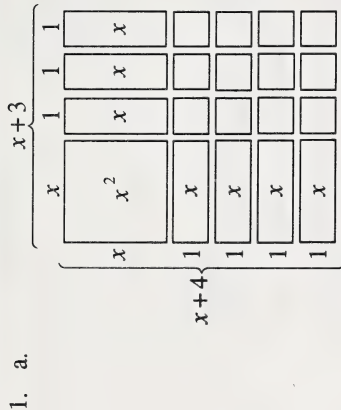 1. a.
x + 3
x 1 1 1
x x² x x x
1 x
x + 4
1 x
1 x
1 x